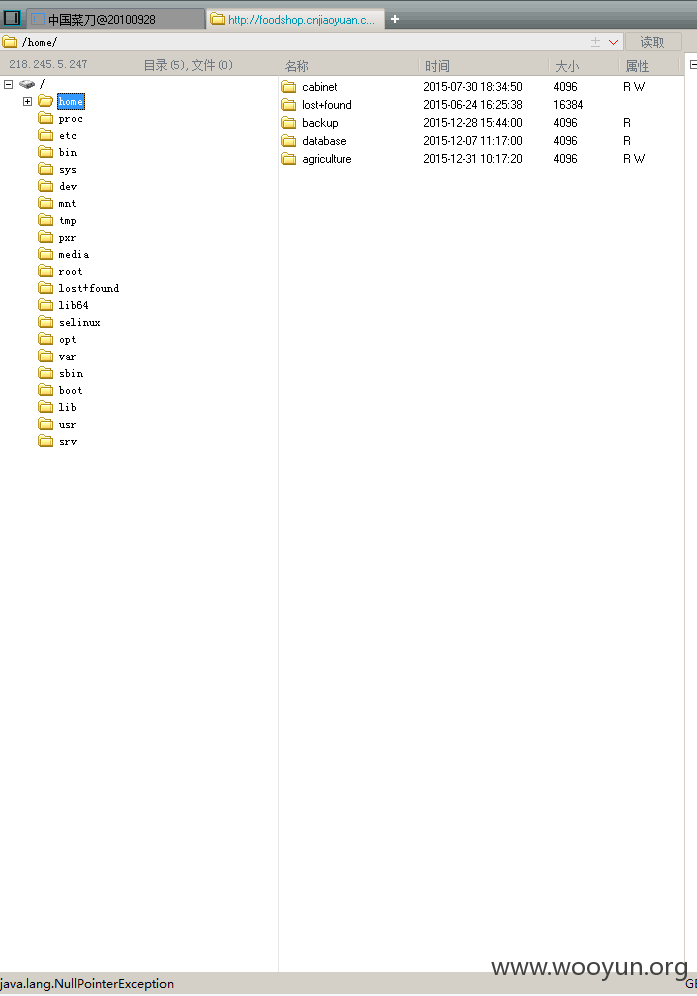 中国菜刀@20100928
http://foodshop.cnjiaoyuan.c...
+
/home/
读取
218.245.5.247 目录(5),文件(0)
名称 时间 大小 属性
/
home
proc
etc
bin
sys
dev
mnt
tmp
pxr
media
root
lost+found
lib64
selinux
opt
var
sbin
boot
lib
usr
srv
cabinet 2015-07-30 18:34:50 4096 R W
lost+found 2015-06-24 16:25:38 16384
backup 2015-12-28 15:44:00 4096 R
database 2015-12-07 11:17:00 4096 R
agriculture 2015-12-31 10:17:20 4096 R W
www.wooyun.org
java.lang.NullPointerException